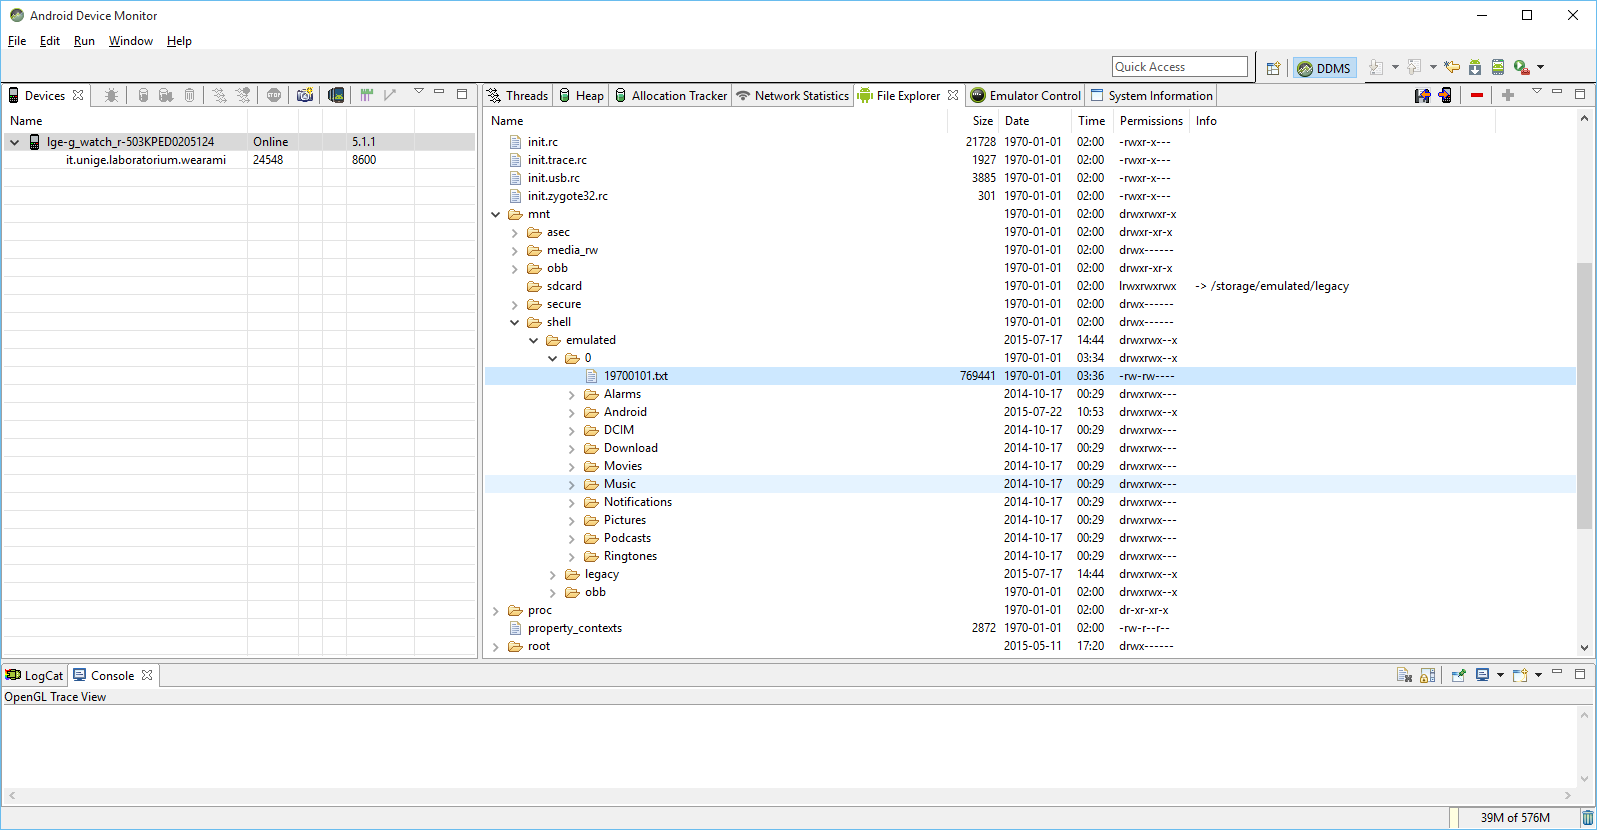 Android Device Monitor
File Edit Run Window Help
Quick Access DDMS
Devices Threads Heap Allocation Tracker Network Statistics File Explorer Emulator Control System Information
Name
lge-g_watch_r-503KPED0205124 Online 5.1.1
it.unige.laboratorium.wearami 24548 8600
Name Size Date Time Permissions Info
init.rc 21728 1970-01-01 02:00 -rwxr-x---
init.trace.rc 1927 1970-01-01 02:00 -rwxr-x---
init.usb.rc 3885 1970-01-01 02:00 -rwxr-x---
init.zygote32.rc 301 1970-01-01 02:00 -rwxr-x---
mnt 1970-01-01 02:00 drwxrwxr-x
asec 1970-01-01 02:00 drwxr-xr-x
media_rw 1970-01-01 02:00 drwx------
obb 1970-01-01 02:00 drwxr-xr-x
sdcard 1970-01-01 02:00 lrwxrwxrwx -> /storage/emulated/legacy
secure 1970-01-01 02:00 drwx------
shell 1970-01-01 02:00 drwx------
emulated 2015-07-17 14:44 drwxrwx--x
0 1970-01-01 03:34 drwxrwx--x
19700101.txt 769441 1970-01-01 03:36 -rw-rw----
Alarms 2014-10-17 00:29 drwxrwx---
Android 2015-07-22 10:53 drwxrwx--x
DCIM 2014-10-17 00:29 drwxrwx---
Download 2014-10-17 00:29 drwxrwx---
Movies 2014-10-17 00:29 drwxrwx---
Music 2014-10-17 00:29 drwxrwx---
Notifications 2014-10-17 00:29 drwxrwx---
Pictures 2014-10-17 00:29 drwxrwx---
Podcasts 2014-10-17 00:29 drwxrwx---
Ringtones 2014-10-17 00:29 drwxrwx---
legacy 2015-07-17 14:44 drwxrwx--x
obb 1970-01-01 02:00 drwxrwx--x
proc 1970-01-01 02:00 dr-xr-xr-x
property_contexts 2872 1970-01-01 02:00 -rw-r--r--
root 2015-05-11 17:20 drwx------
LogCat Console
OpenGL Trace View
39M of 576M